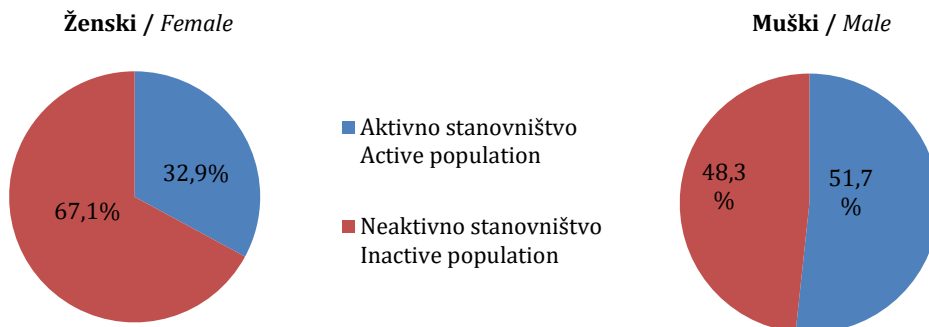 Ženski / Female
Muški / Male
32,9%
67,1%
Aktivno stanovništvo
Active population
Neaktivno stanovništvo
Inactive population
48,3
%
51,7
%